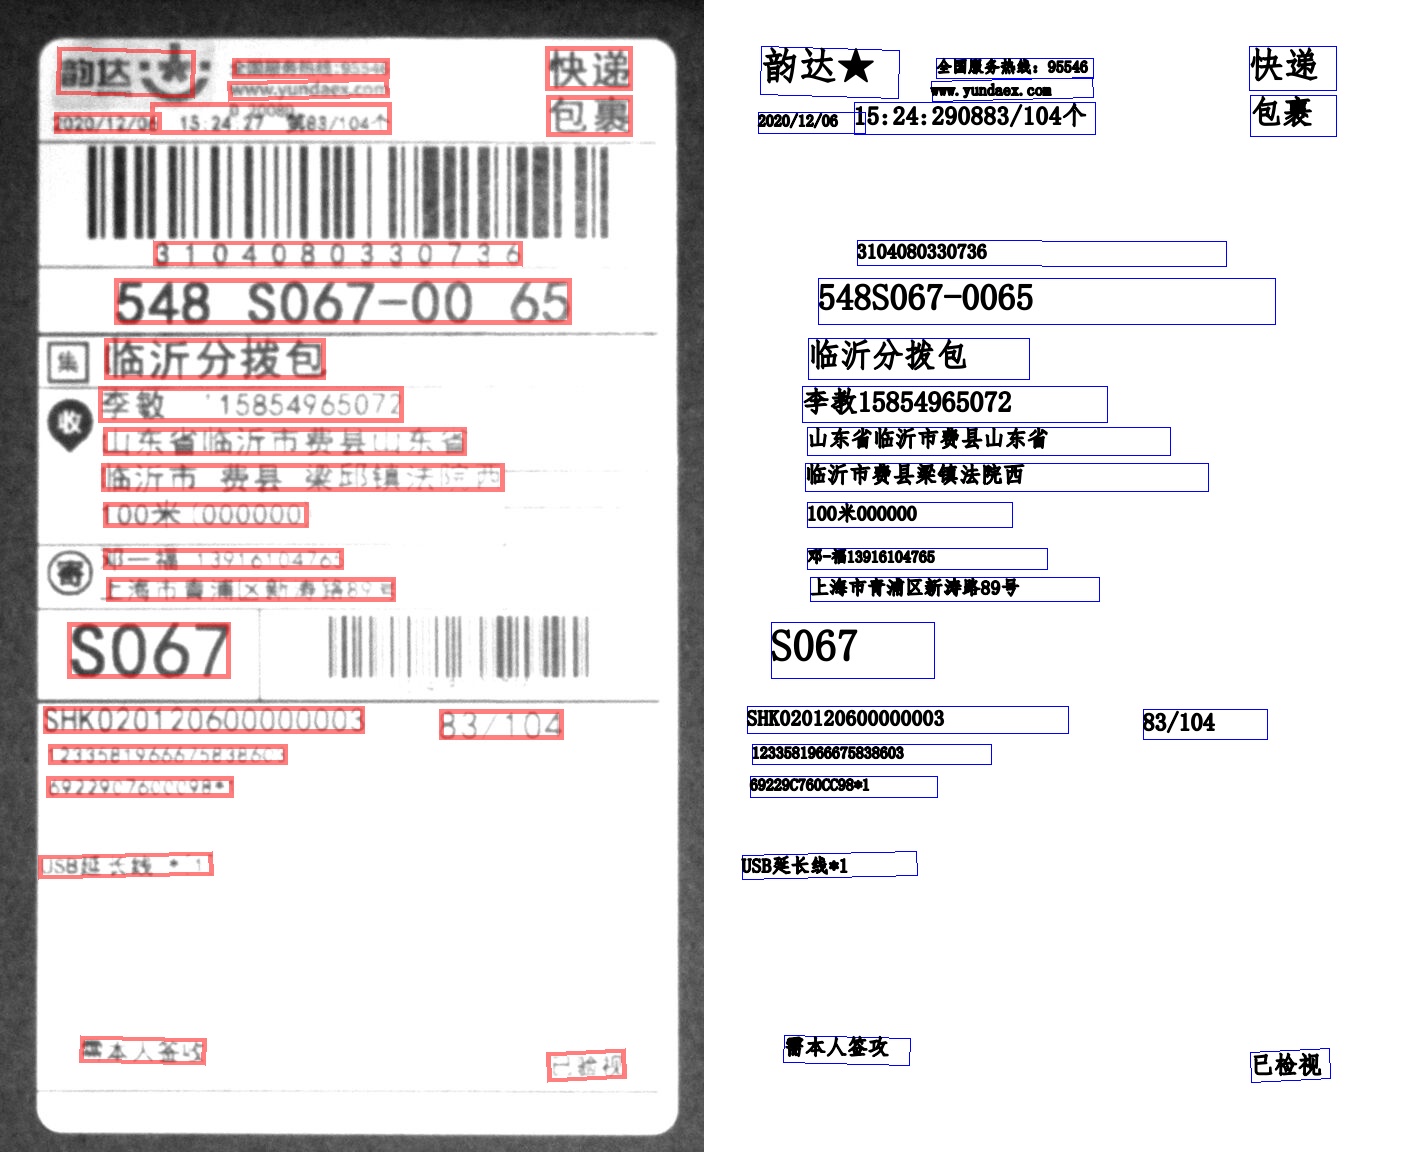 韵达
全国服务热线:95546
www.yundaex.com
2020/12/06 15:24:27 第83/104个
快递
包裹
3104080330736
548 S067-00 65
集
临沂分拨包
收
李敏 15854965072
山东省临沂市费县山东省
临沂市 费县 梁邱镇法院西
100米(000000)
寄
邓一福 13916104765
上海市青浦区新涛路89号
S067
SHK020120600000003
83/104
69229C760CCC98*1
USB延长线 *(1)
需本人签收
已检视
韵达★
全国服务热线：95546
www.yundaex.com
2020/12/06
15:24:290883/104个
快递
包裹
3104080330736
548S067-0065
临沂分拨包
李教15854965072
山东省临沂市费县山东省
临沂市费县梁镇法院西
100米000000
邓-福13916104765
上海市青浦区新涛路89号
S067
SHK020120600000003
83/104
1233581966675838603
69229C760CC98*1
USB延长线*1
需本人签攻
已检视